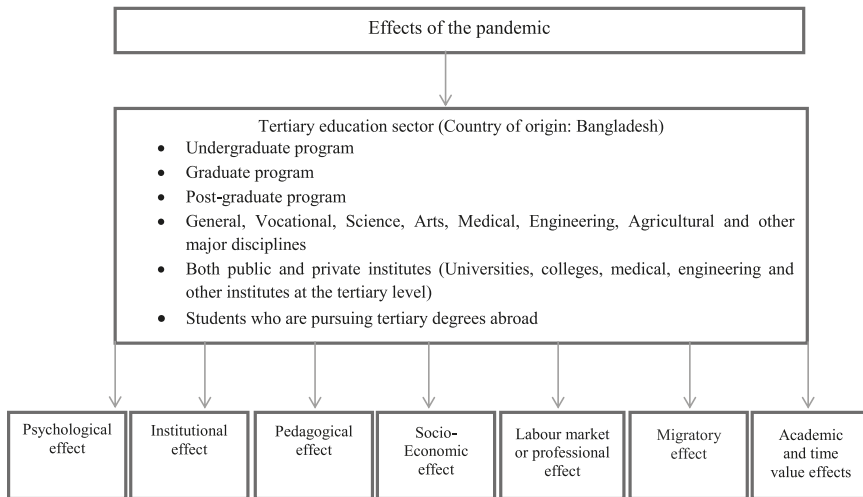 Effects of the pandemic
Tertiary education sector (Country of origin: Bangladesh)
• Undergraduate program
• Graduate program
• Post-graduate program
• General, Vocational, Science, Arts, Medical, Engineering, Agricultural and other
major disciplines
• Both public and private institutes (Universities, colleges, medical, engineering and
other institutes at the tertiary level)
• Students who are pursuing tertiary degrees abroad
Psychological
effect
Institutional
effect
Pedagogical
effect
Socio-
Economic
effect
Labour market
or professional
effect
Migratory
effect
Academic
and time
value effects